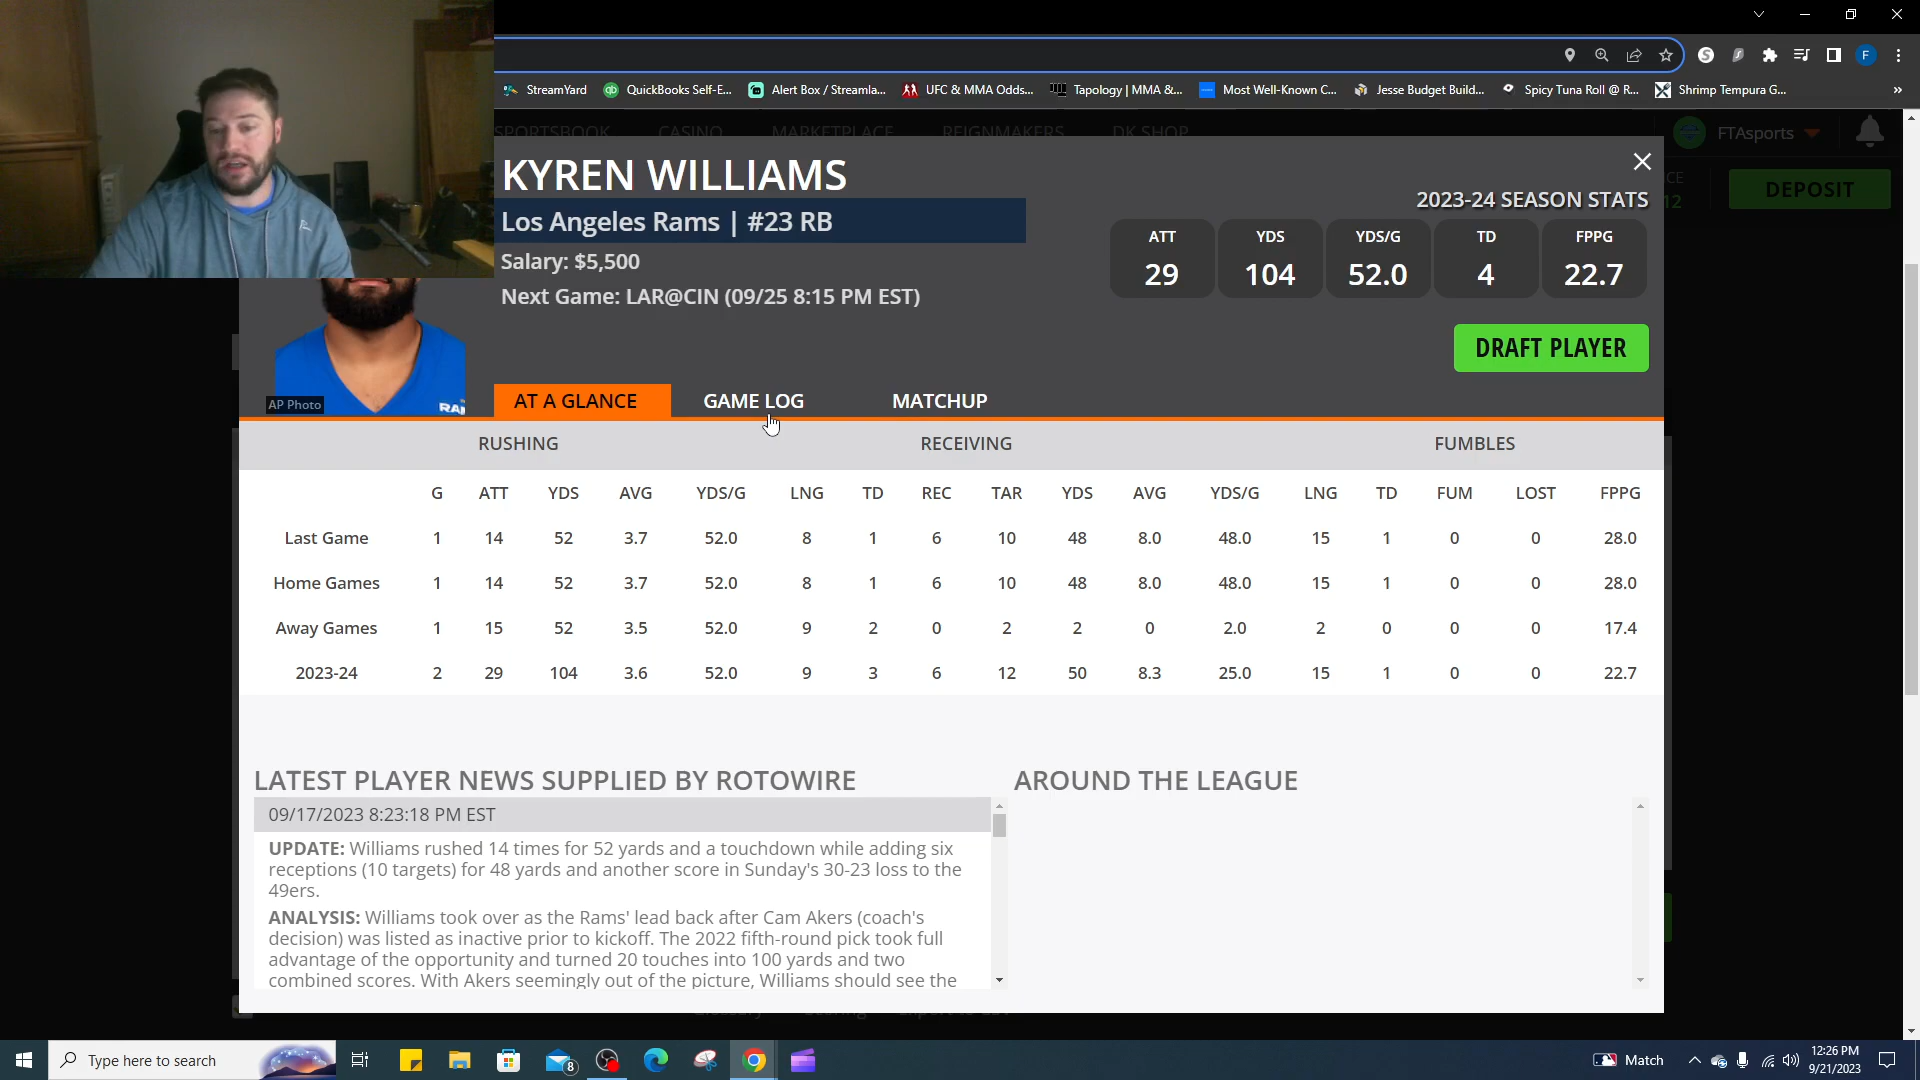 StreamYard QuickBooks Self-E... Alert Box / Streamla... UFC & MMA Odds... Tapology | MMA &... Most Well-Known C... Jesse Budget Build... Spicy Tuna Roll @ R... Shrimp Tempura G... »
F
SPORTSBOOK CASINO MARKETPLACE REIGNMAKERS DK SHOP
FTAsports
KYREN WILLIAMS
DEPOSIT
2023-24 SEASON STATS
Los Angeles Rams | #23 RB
ATT YDS YDS/G TD FPPG
29 104 52.0 4 22.7
Salary: $5,500
Next Game: LAR@CIN (09/25 8:15 PM EST)
DRAFT PLAYER
AP Photo
AT A GLANCE GAME LOG MATCHUP
RUSHING RECEIVING FUMBLES
G ATT YDS AVG YDS/G LNG TD REC TAR YDS AVG YDS/G LNG TD FUM LOST FPPG
Last Game 1 14 52 3.7 52.0 8 1 6 10 48 8.0 48.0 15 1 0 0 28.0
Home Games 1 14 52 3.7 52.0 8 1 6 10 48 8.0 48.0 15 1 0 0 28.0
Away Games 1 15 52 3.5 52.0 9 2 0 2 2 0 2.0 2 0 0 0 17.4
2023-24 2 29 104 3.6 52.0 9 3 6 12 50 8.3 25.0 15 1 0 0 22.7
LATEST PLAYER NEWS SUPPLIED BY ROTOWIRE
09/17/2023 8:23:18 PM EST
UPDATE: Williams rushed 14 times for 52 yards and a touchdown while adding six
receptions (10 targets) for 48 yards and another score in Sunday's 30-23 loss to the
49ers.
ANALYSIS: Williams took over as the Rams' lead back after Cam Akers (coach's
decision) was listed as inactive prior to kickoff. The 2022 fifth-round pick took full
advantage of the opportunity and turned 20 touches into 100 yards and two
combined scores. With Akers seemingly out of the picture, Williams should see the
AROUND THE LEAGUE
Type here to search
8
Match
12:26 PM
9/21/2023